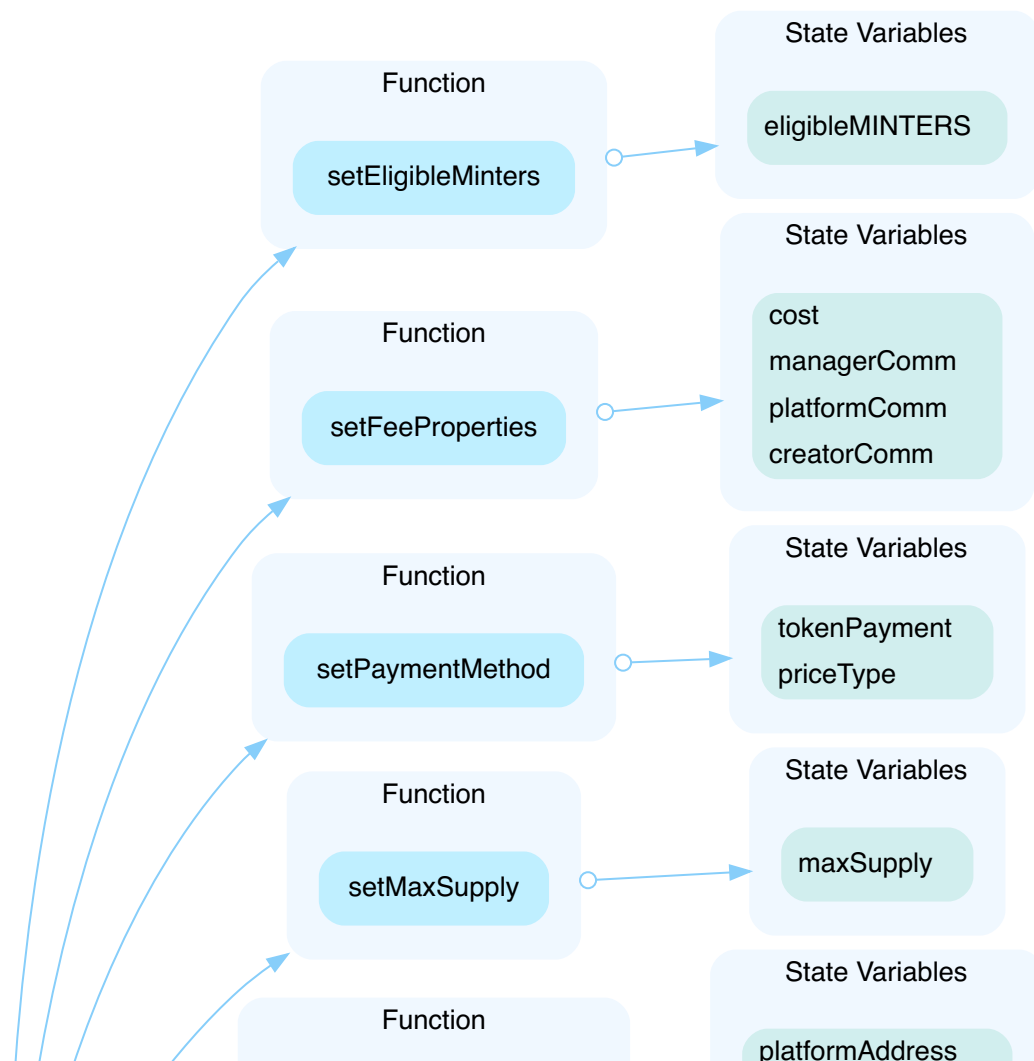 State Variables
Function
eligibleMINTERS
setEligibleMinters
State Variables
Function
cost
managerComm
platformComm
creatorComm
setFeeProperties
State Variables
Function
tokenPayment
priceType
setPaymentMethod
State Variables
Function
maxSupply
setMaxSupply
State Variables
Function
platformAddress